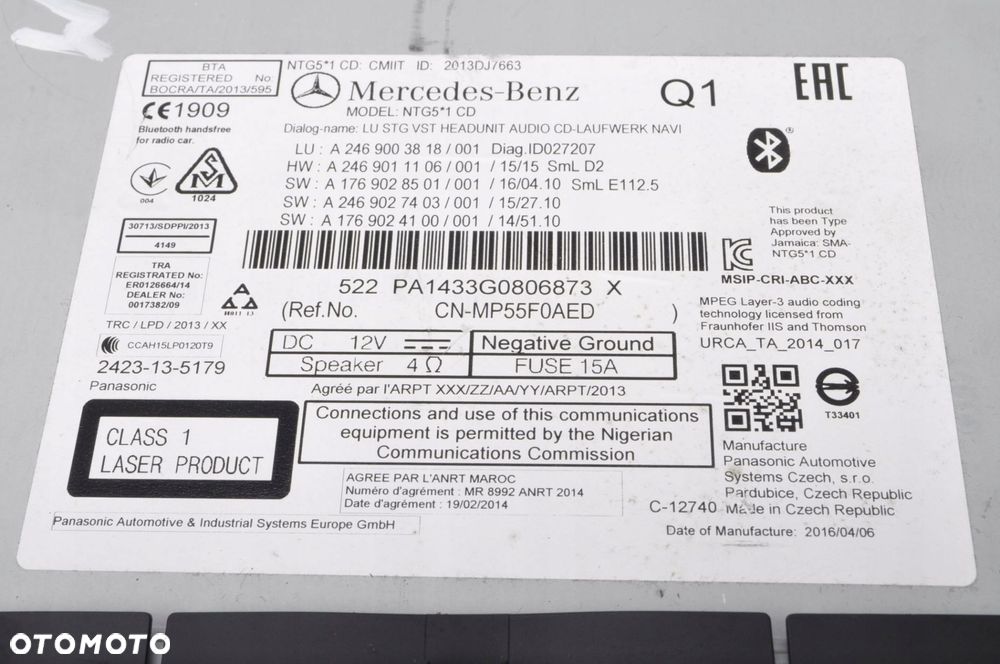 BTA
REGISTERED No:
BOCRA/TA/2013/595
NTG5*1 CD: CMIIT ID: 2013DJ7663
Mercedes-Benz
MODEL: NTG5*1 CD
Q1
EAC
CE1909
Bluetooth handsfree
for radio car.
Dialog-name: LU STG VST HEADUNIT AUDIO CD-LAUFWERK NAVI
LU : A 246 900 38 18 / 001 Diag.ID027207
HW : A 246 901 11 06 / 001 / 15/15 SmL D2
SW : A 176 902 85 01 / 001 / 16/04.10 SmL E112.5
SW : A 246 902 74 03 / 001 / 15/27.10
SW : A 176 902 41 00 / 001 / 14/51.10
004
1024
30713/SDPPI/2013
4149
TRA
REGISTERED No:
ER0126664/14
DEALER No:
0017382/09
TRC / LPD / 2013 / XX
CCAH15LP0120T9
2423-13-5179
Panasonic
This product
has been Type
Approved by
Jamaica: SMA-
NTG5*1 CD
MSIP-CRI-ABC-XXX
522 PA1433G0806873 X
(Ref.No. CN-MP55F0AED )
DC 12V Negative Ground
Speaker 4 Ω FUSE 15A
Agréé par l'ARPT XXX/ZZ/AA/YY/ARPT/2013
MPEG Layer-3 audio coding
technology licensed from
Fraunhofer IIS and Thomson
URCA_TA_2014_017
T33401
CLASS 1
LASER PRODUCT
Connections and use of this communications
equipment is permitted by the Nigerian
Communications Commission
AGREE PAR L'ANRT MAROC
Numéro d'agrément : MR 8992 ANRT 2014
Date d'agrément : 19/02/2014
Manufacture
Panasonic Automotive
Systems Czech, s.r.o.
Pardubice, Czech Republic
C-12740 Made in Czech Republic
Panasonic Automotive & Industrial Systems Europe GmbH
Date of Manufacture: 2016/04/06
OTOMOTO